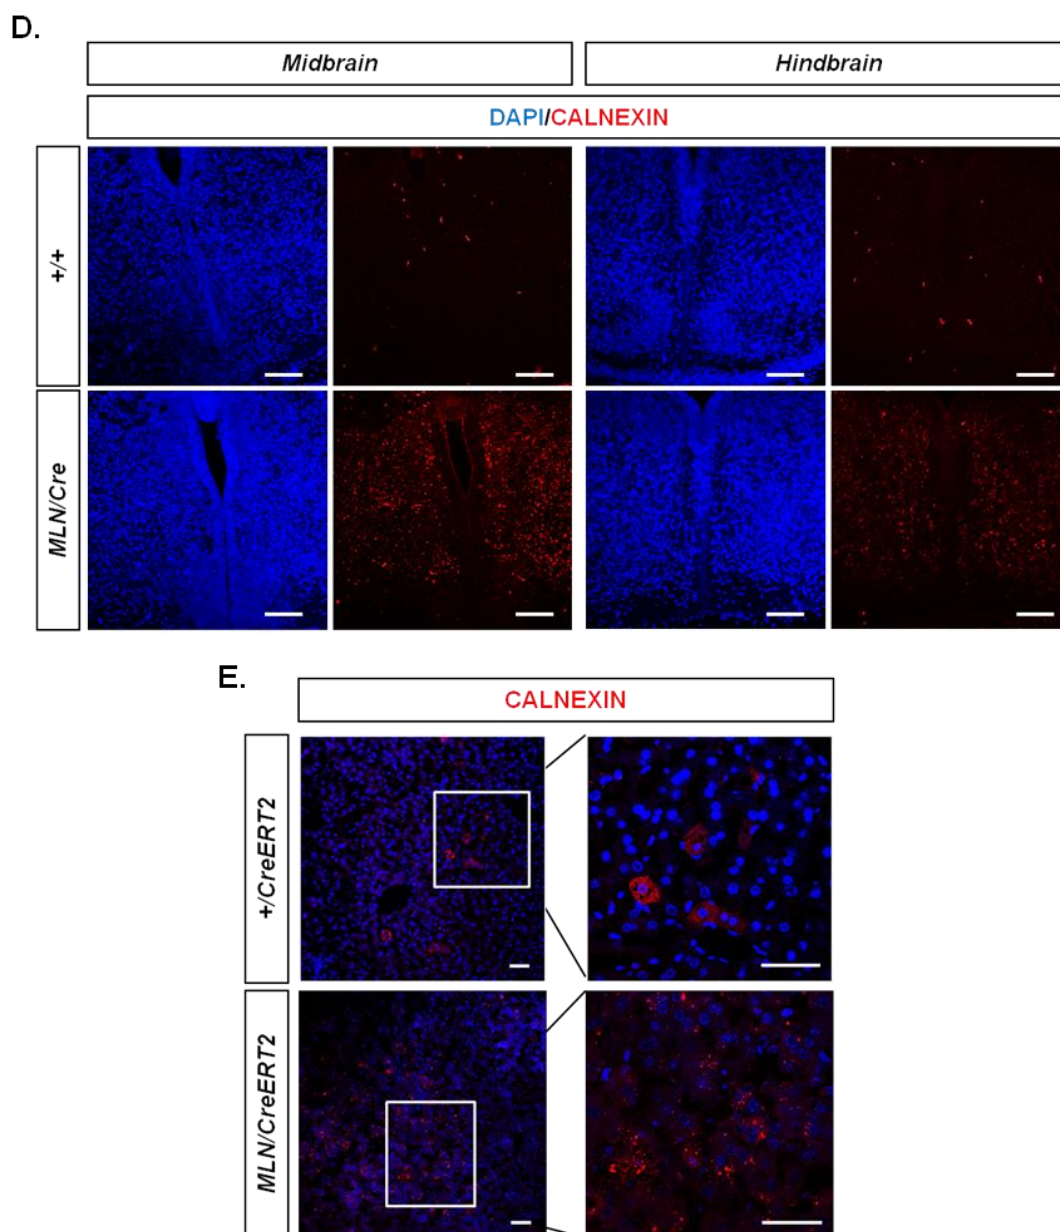 D.
Midbrain Hindbrain
DAPI/CALNEXIN
+/+
MLN/Cre
E.
CALNEXIN
+/CreERT2
MLN/CreERT2